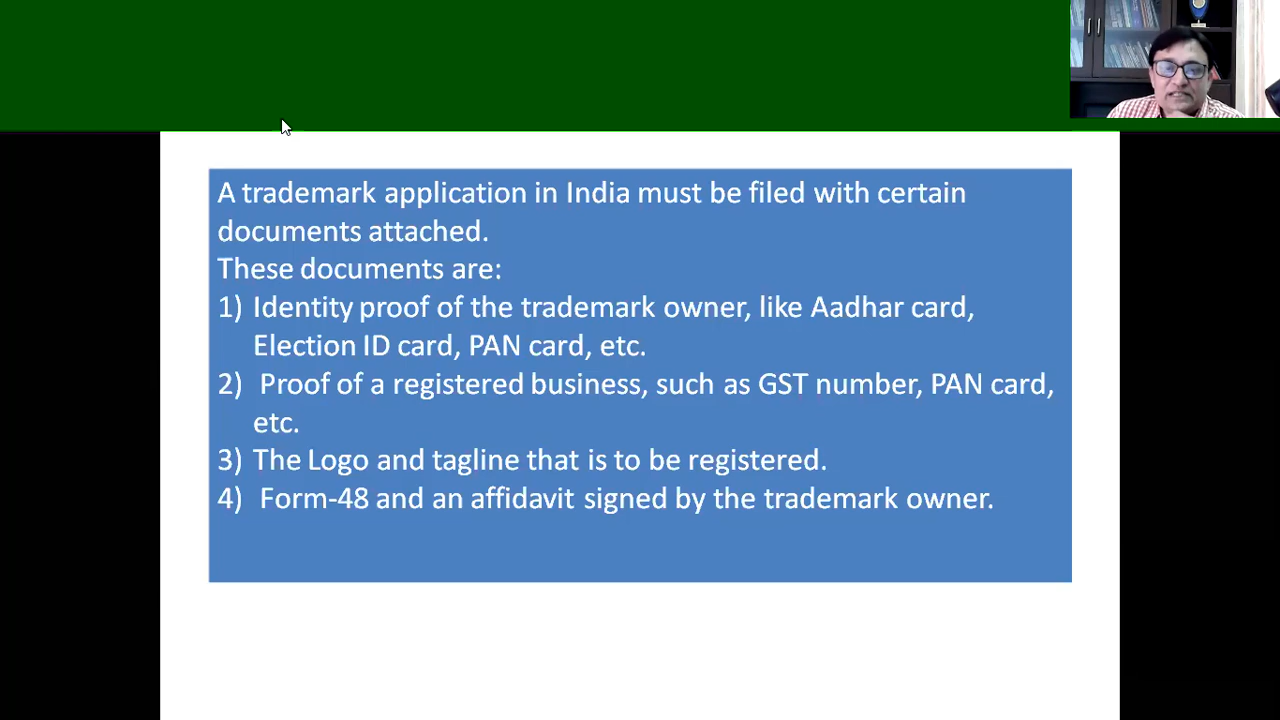 A trademark application in India must be filed with certain
documents attached.
These documents are:
1) Identity proof of the trademark owner, like Aadhar card,
Election ID card, PAN card, etc.
2) Proof of a registered business, such as GST number, PAN card,
etc.
3) The Logo and tagline that is to be registered.
4) Form-48 and an affidavit signed by the trademark owner.